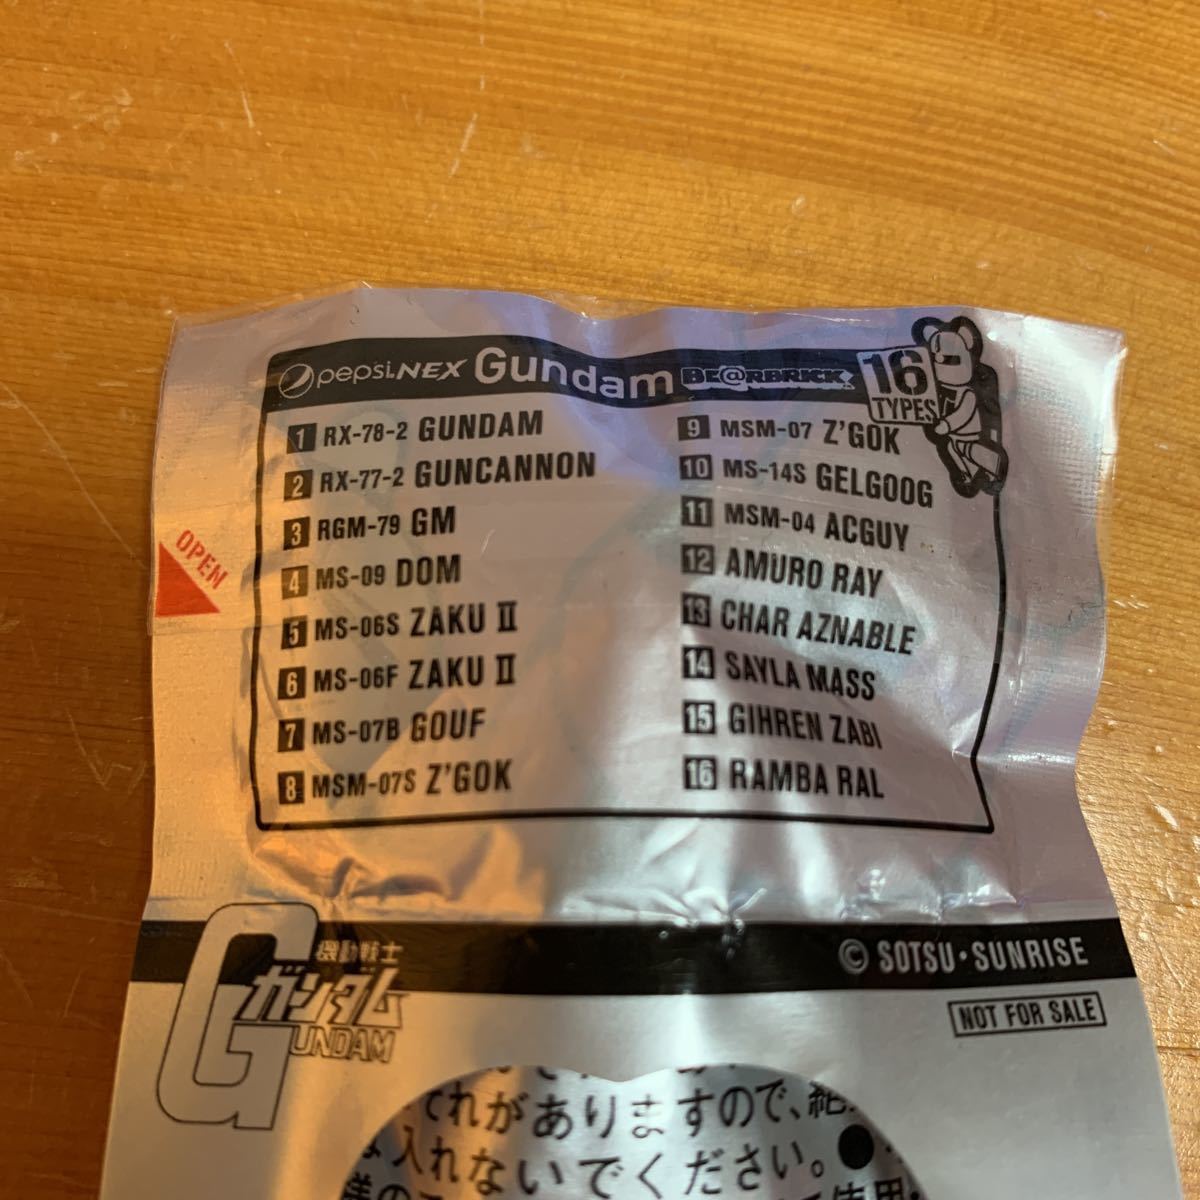 pepsi NEX Gundam BE@RBRICK™ 16 TYPES
1 RX-78-2 GUNDAM
2 RX-77-2 GUNCANNON
3 RGM-79 GM
4 MS-09 DOM
5 MS-06S ZAKU II
6 MS-06F ZAKU II
7 MS-07B GOUF
8 MSM-07S Z'GOK
9 MSM-07 Z'GOK
10 MS-14S GELGOOG
11 MSM-04 ACGUY
12 AMURO RAY
13 CHAR AZNABLE
14 SAYLA MASS
15 GIHREN ZABI
16 RAMBA RAL
OPEN
機動戦士
ガンダム
GUNDAM
© SOTSU・SUNRISE
NOT FOR SALE
てれがありますので、絶
入れないでください。●